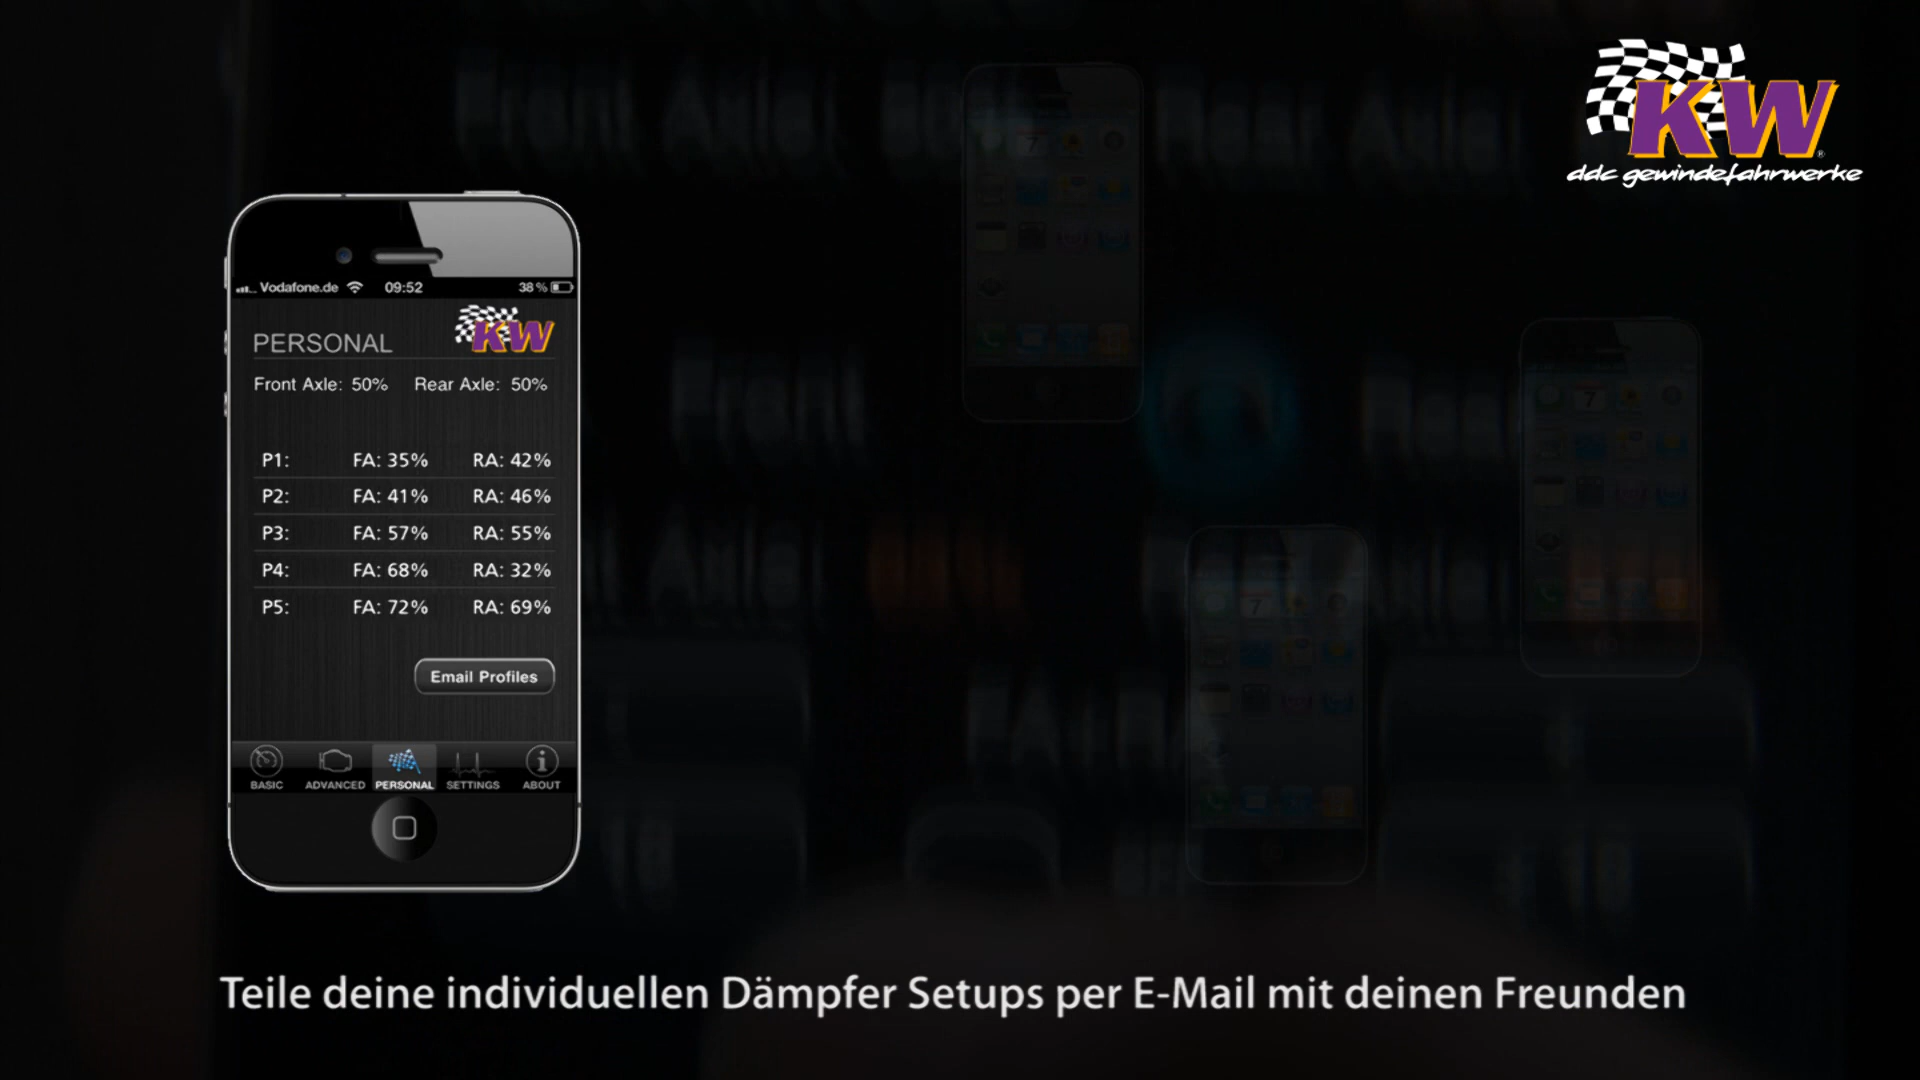 KW®
ddc gewindefahrwerke
Vodafone.de 09:52 38 %
PERSONAL KW
Front Axle: 50% Rear Axle: 50%
P1: FA: 35% RA: 42%
P2: FA: 41% RA: 46%
P3: FA: 57% RA: 55%
P4: FA: 68% RA: 32%
P5: FA: 72% RA: 69%
Email Profiles
BASIC ADVANCED PERSONAL SETTINGS ABOUT
Teile deine individuellen Dämpfer Setups per E-Mail mit deinen Freunden